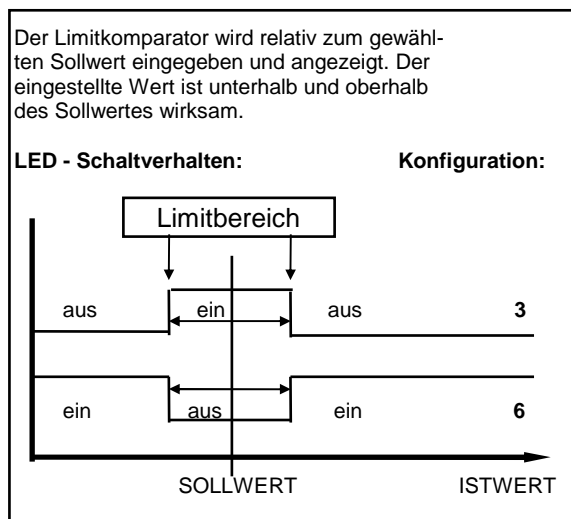 Der Limitkomparator wird relativ zum gewähl-
ten Sollwert eingegeben und angezeigt. Der
eingestellte Wert ist unterhalb und oberhalb
des Sollwertes wirksam.
LED - Schaltverhalten: Konfiguration:
Limitbereich
aus ein aus 3
ein aus ein 6
SOLLWERT ISTWERT